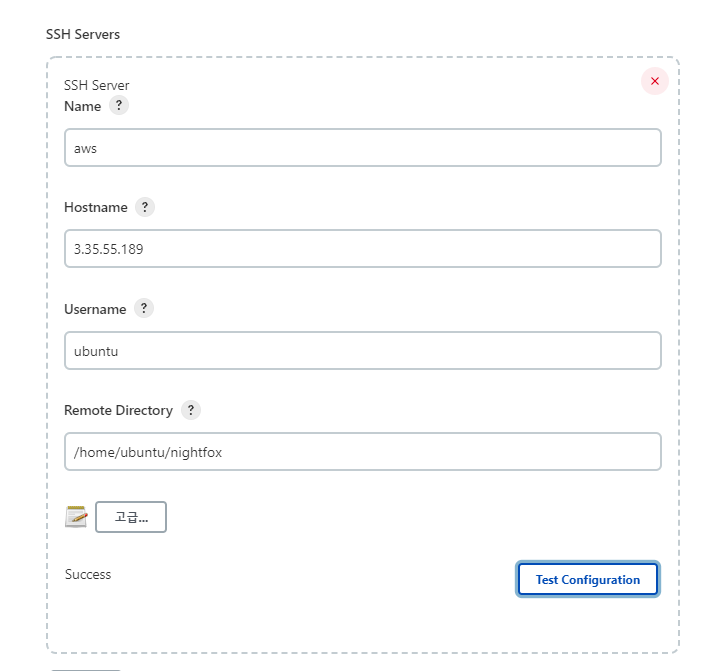 SSH Servers
SSH Server
Name ?
aws
Hostname ?
3.35.55.189
Username ?
ubuntu
Remote Directory ?
/home/ubuntu/nightfox
고급...
Success
Test Configuration